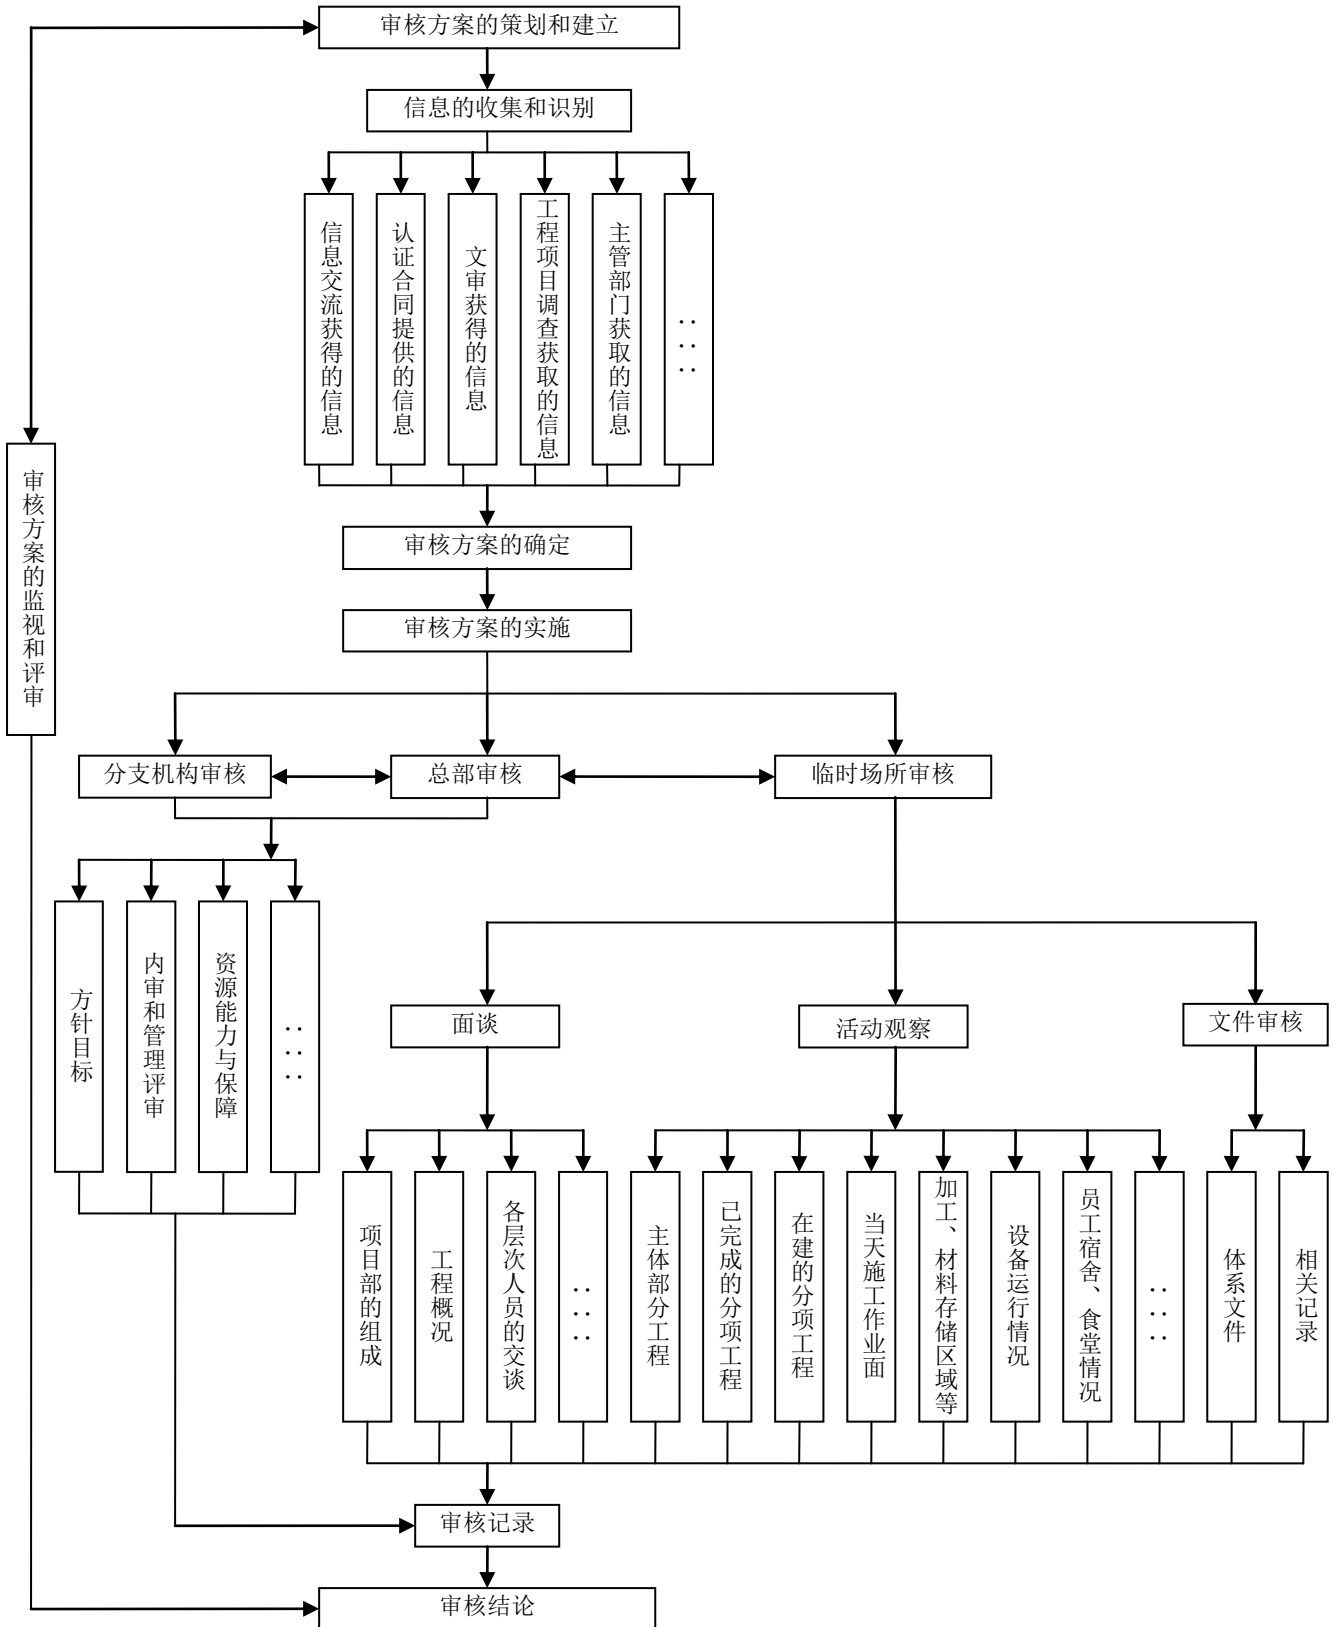 审核方案的策划和建立
信息的收集和识别
信息交流获得的信息
认证合同提供的信息
文审获得的信息
工程项目调查获取的信息
主管部门获取的信息
……
审核方案的监视和评审
审核方案的确定
审核方案的实施
分支机构审核
总部审核
临时场所审核
方针目标
内审和管理评审
资源能力与保障
……
面谈
活动观察
文件审核
项目部的组成
工程概况
各层次人员的交谈
……
主体部分工程
已完成的分项工程
在建的分项工程
当天施工作业面
加工、材料存储区域等
设备运行情况
员工宿舍、食堂情况
……
体系文件
相关记录
审核记录
审核结论